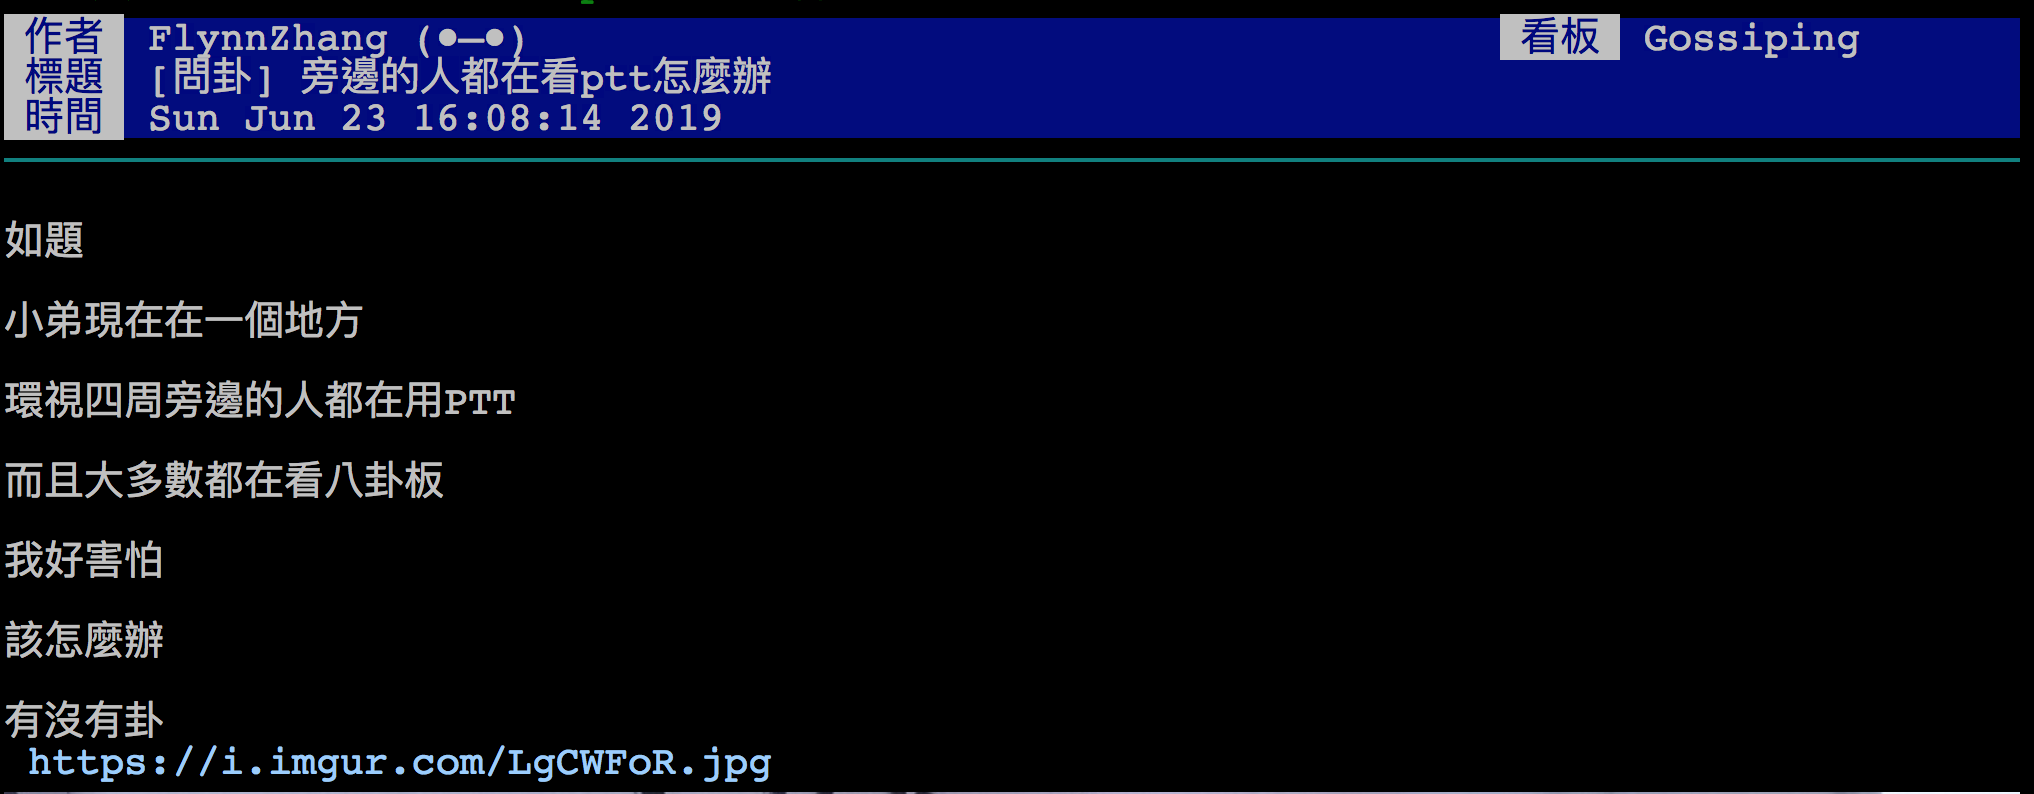 作者 FlynnZhang (●—●) 看板 Gossiping
標題 [問卦] 旁邊的人都在看ptt怎麼辦
時間 Sun Jun 23 16:08:14 2019
如題
小弟現在在一個地方
環視四周旁邊的人都在用PTT
而且大多數都在看八卦板
我好害怕
該怎麼辦
有沒有卦
https://i.imgur.com/LgCWFoR.jpg